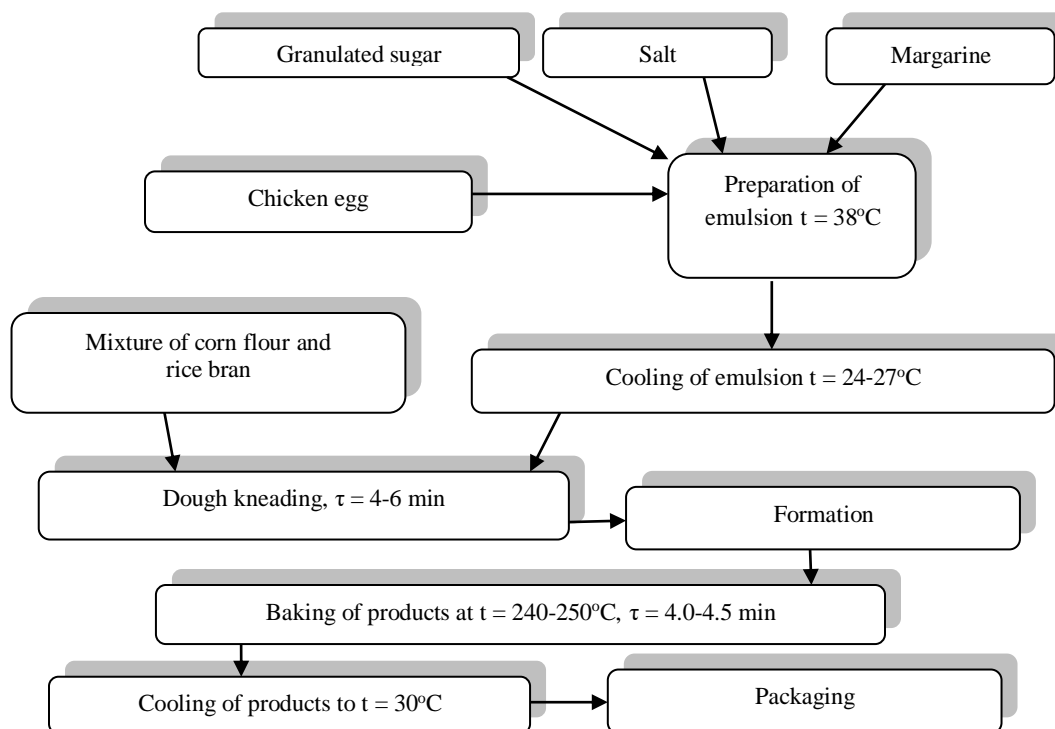 Granulated sugar
Salt
Margarine
Chicken egg
Preparation of
emulsion t = 38°C
Mixture of corn flour and
rice bran
Cooling of emulsion t = 24-27°C
Dough kneading, τ = 4-6 min
Formation
Baking of products at t = 240-250°C, τ = 4.0-4.5 min
Cooling of products to t = 30°C
Packaging